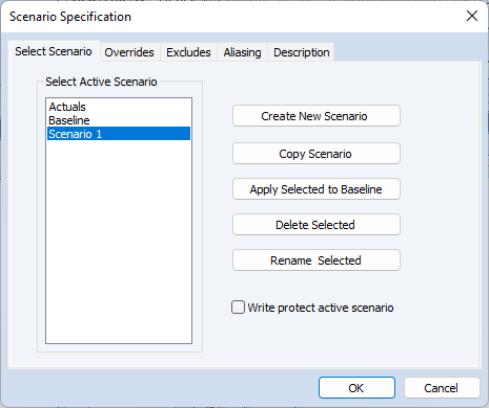 Scenario Specification
Select Scenario Overrides Excludes Aliasing Description
Select Active Scenario
Actuals
Baseline
Scenario 1
Create New Scenario
Copy Scenario
Apply Selected to Baseline
Delete Selected
Rename Selected
Write protect active scenario
OK Cancel